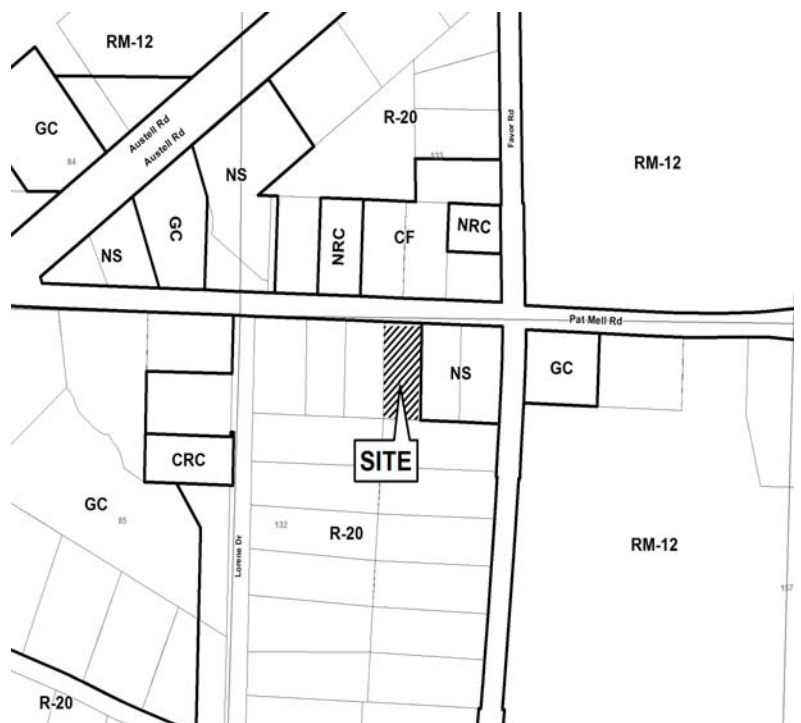 RM-12
GC
Austell Rd
Austell Rd
84
R-20
133
Favor Rd
RM-12
NS
GC
NS
NRC
CF
NRC
Pat Mell Rd
NS
GC
SITE
CRC
GC
85
Lorene Dr
132
R-20
RM-12
157
R-20